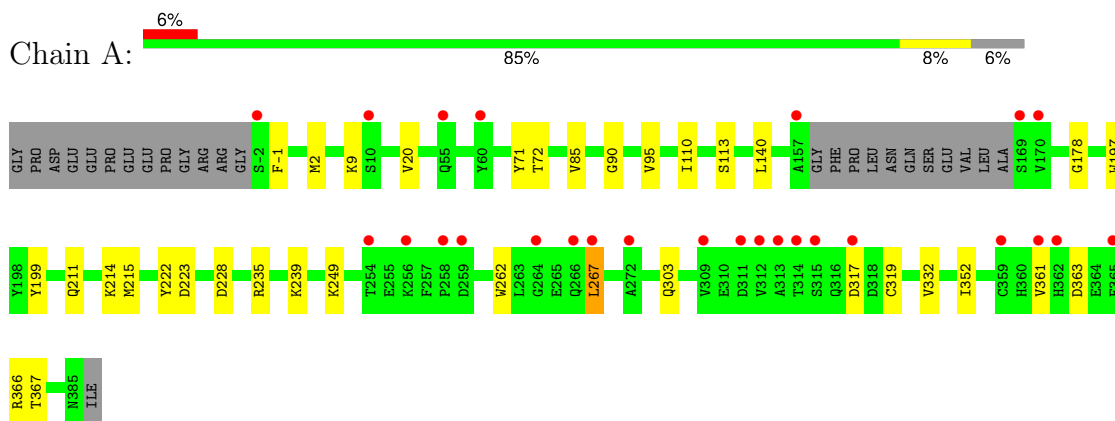 6%
Chain A:
85% 8% 6%
GLY PRO ASP GLU GLU PRO GLU GLU PRO GLY ARG ARG GLY S-2 F-1 M2 K9 S10 V20 Q55 Y60 Y71 T72 V85 G90 V95 I110 S113 L140 A157 GLY PHE PRO LEU ASN GLN SER GLU VAL LEU ALA S169 V170 G178 W197
Y198 Y199 Q211 K214 M215 Y222 D223 D228 R235 K239 K249 T254 E255 K256 F257 P258 D259 W262 L263 G264 E265 Q266 L267 A272 Q303 V309 E310 D311 V312 A313 T314 S315 Q316 D317 D318 C319 V332 I352 C359 H360 V361 H362 D363 E364 E365
R366 T367 N385 ILE